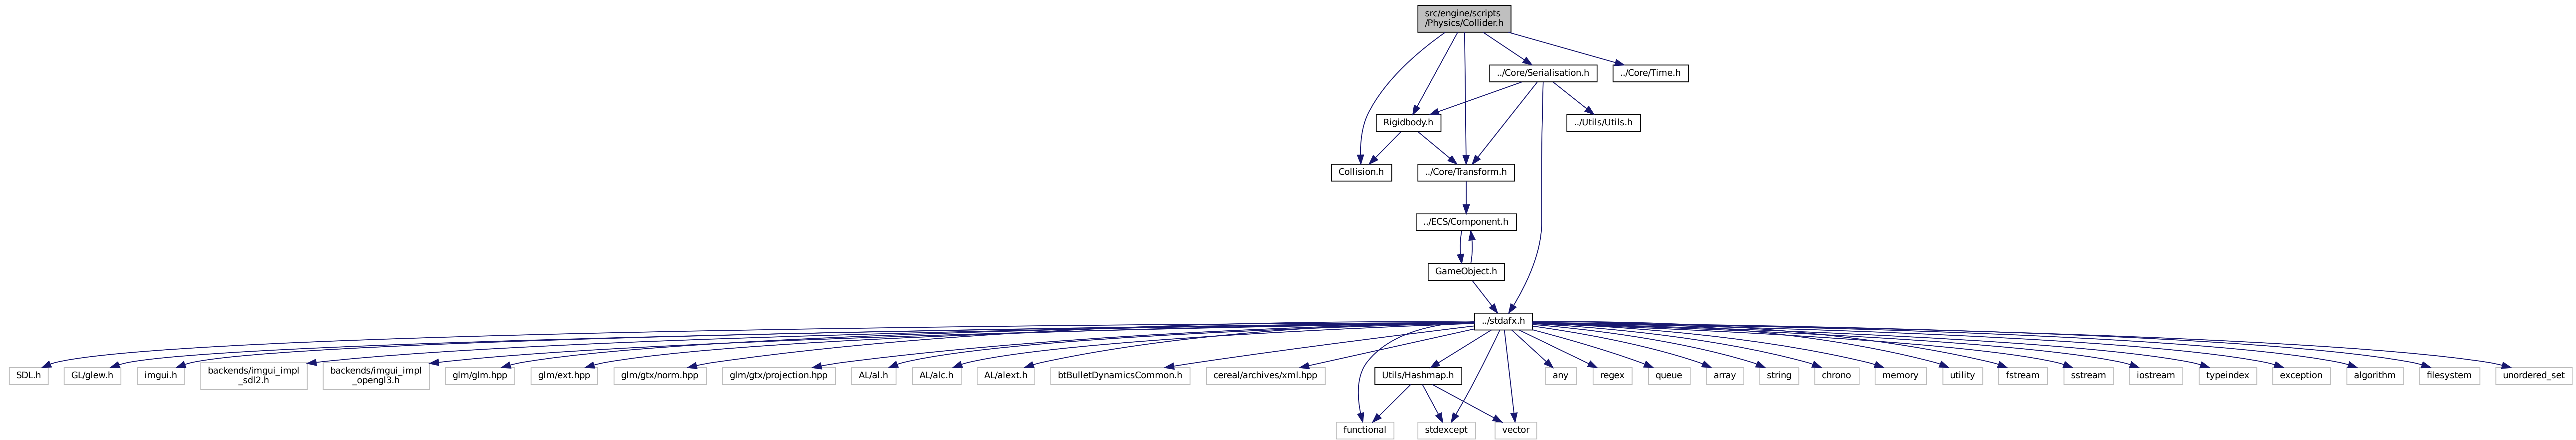 src/engine/scripts
/Physics/Collider.h
../Core/Serialisation.h
../Core/Time.h
Rigidbody.h
../Utils/Utils.h
Collision.h
../Core/Transform.h
../ECS/Component.h
GameObject.h
../stdafx.h
SDL.h
GL/glew.h
imgui.h
backends/imgui_impl
_sdl2.h
backends/imgui_impl
_opengl3.h
glm/glm.hpp
glm/ext.hpp
glm/gtx/norm.hpp
glm/gtx/projection.hpp
AL/al.h
AL/alc.h
AL/alext.h
btBulletDynamicsCommon.h
cereal/archives/xml.hpp
Utils/Hashmap.h
any
regex
queue
array
string
chrono
memory
utility
fstream
sstream
iostream
typeindex
exception
algorithm
filesystem
unordered_set
functional
stdexcept
vector